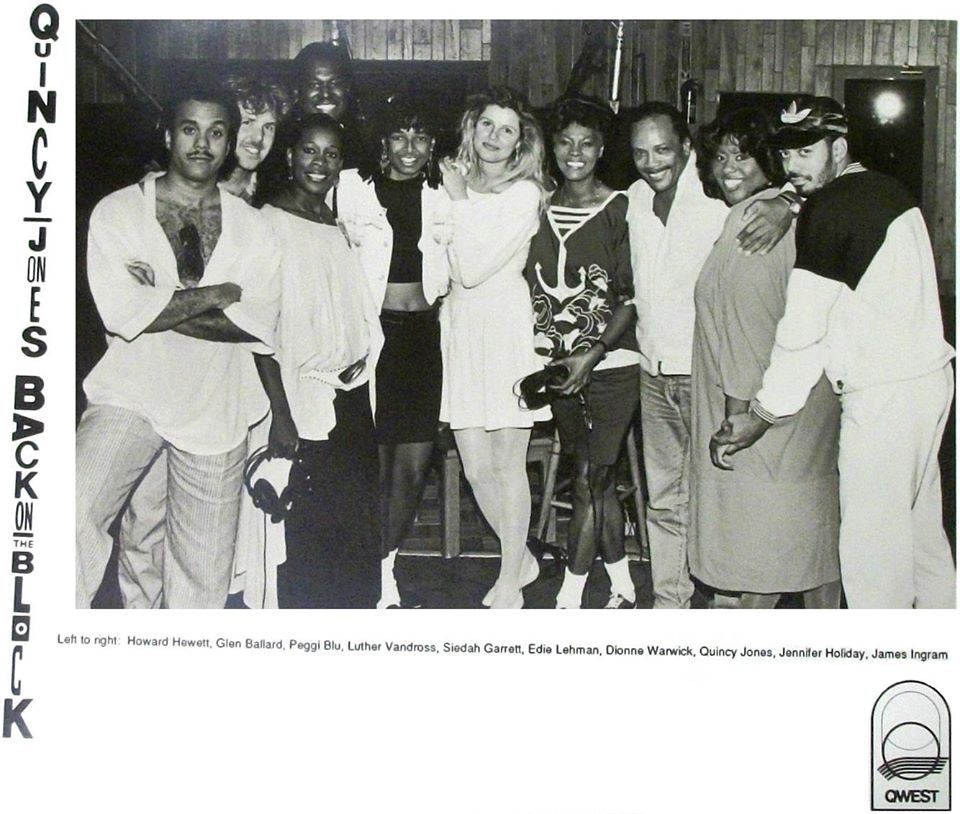 QUINCY JONES BACK ON THE BLOCK
Left to right: Howard Hewett, Glen Ballard, Peggi Blu, Luther Vandross, Siedah Garrett, Edie Lehman, Dionne Warwick, Quincy Jones, Jennifer Holiday, James Ingram
QWEST